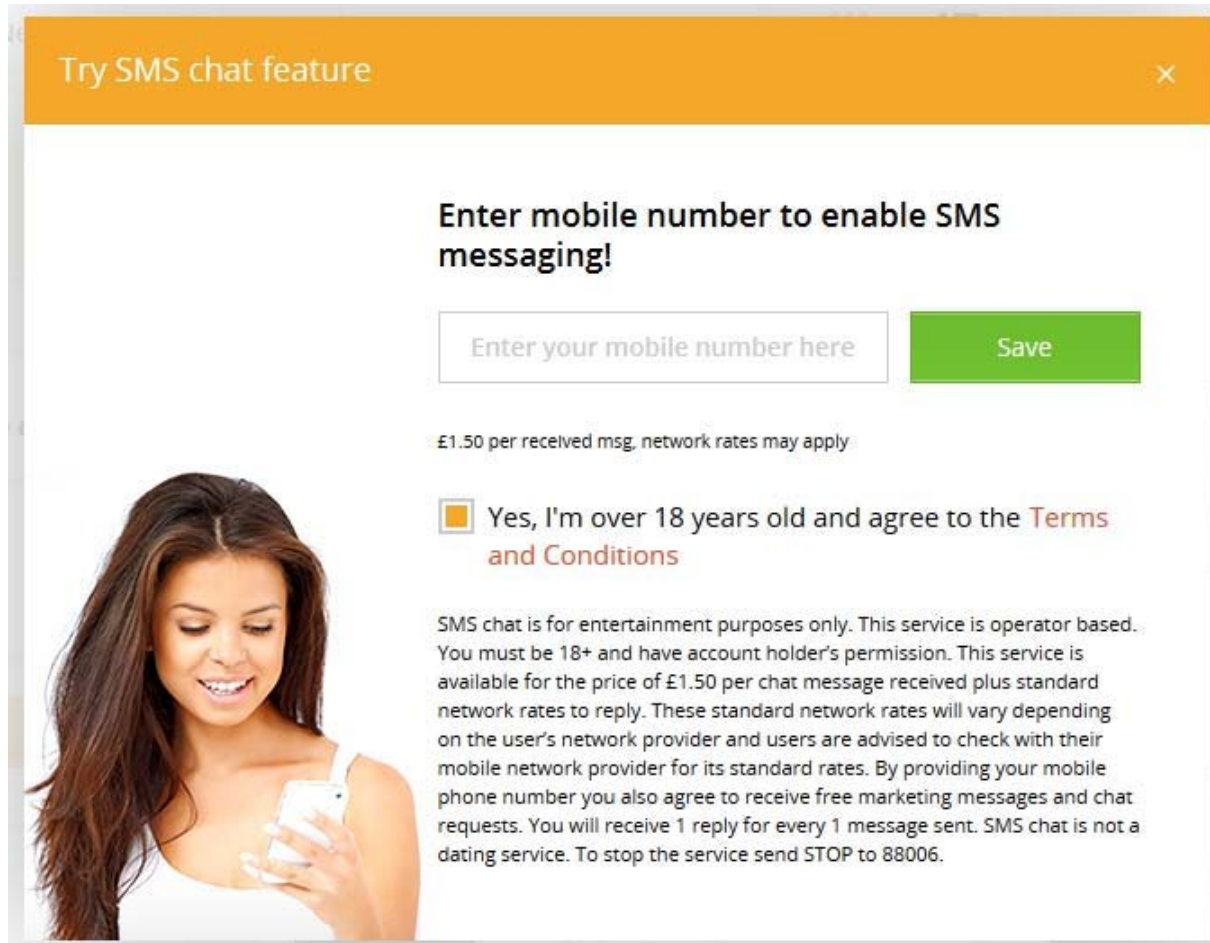 Try SMS chat feature
×
Enter mobile number to enable SMS
messaging!
Enter your mobile number here
Save
£1.50 per received msg, network rates may apply
Yes, I'm over 18 years old and agree to the Terms
and Conditions
SMS chat is for entertainment purposes only. This service is operator based.
You must be 18+ and have account holder's permission. This service is
available for the price of £1.50 per chat message received plus standard
network rates to reply. These standard network rates will vary depending
on the user's network provider and users are advised to check with their
mobile network provider for its standard rates. By providing your mobile
phone number you also agree to receive free marketing messages and chat
requests. You will receive 1 reply for every 1 message sent. SMS chat is not a
dating service. To stop the service send STOP to 88006.